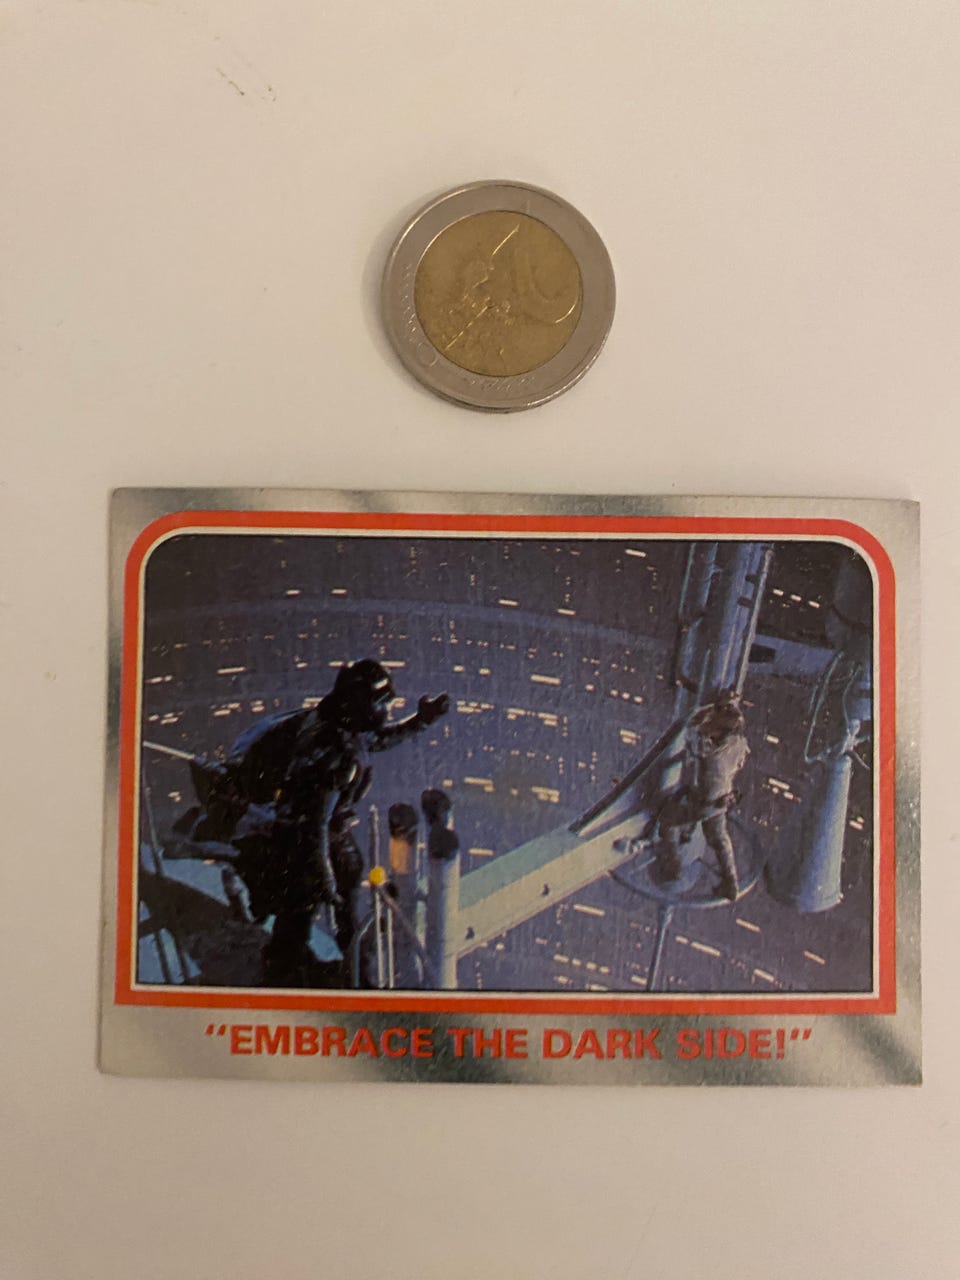 “EMBRACE THE DARK SIDE!”